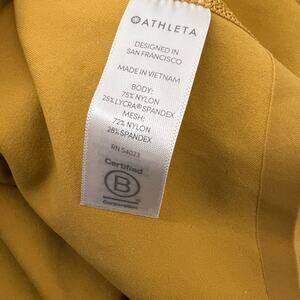 ATHLETA
DESIGNED IN
SAN FRANCISCO
MADE IN VIETNAM
BODY:
75% NYLON
25% LYCRA® SPANDEX
MESH:
72% NYLON
28% SPANDEX
RN 54023
Certified
B
Corporation